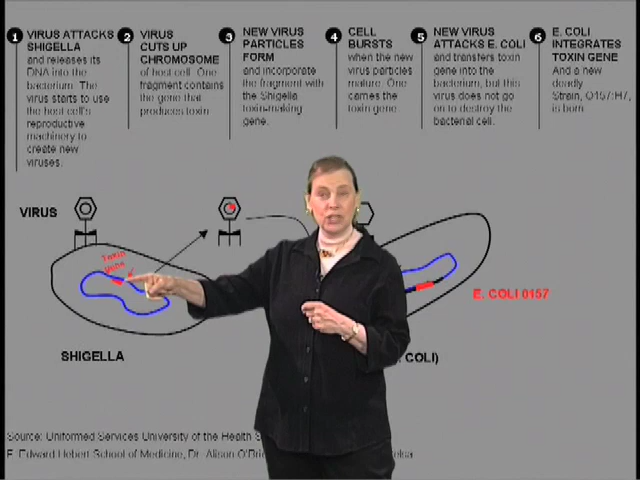 1 VIRUS ATTACKS
SHIGELLA
and releases its
DNA into the
bacterium. The
virus starts to use
the host cell's
reproductive
machinery to
create new
viruses.
2 VIRUS
CUTS UP
CHROMOSOME
of host cell. One
fragment contains
the gene that
produces toxin
3 NEW VIRUS
PARTICLES
FORM
and incorporate
the fragment with
the Shigella
toxin-making
gene.
4 CELL
BURSTS
when the new
virus particles
mature. One
carries the
toxin gene.
5 NEW VIRUS
ATTACKS E. COLI
and transfers toxin
gene into the
bacterium, but this
virus does not go
on to destroy the
bacterial cell.
6 E. COLI
INTEGRATES
TOXIN GENE
And a new
deadly
Strain, O157:H7,
is born.
VIRUS
Toxin
gene
SHIGELLA
COLI)
E. COLI 0157
Source: Uniformed Services University of the Health S
F. Edward Hebert School of Medicine, Dr. Alison O'Br